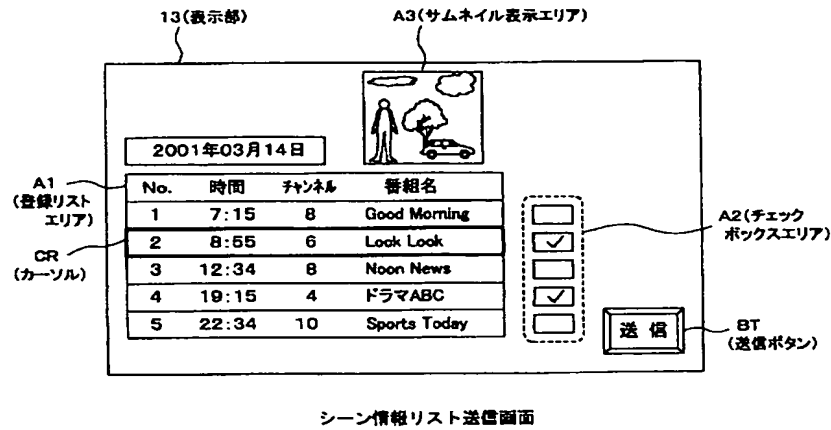 13(表示部)
A3(サムネイル表示エリア)
2001年03月14日
A1
(登録リスト
エリア)
No. 時間 チャンネル 番組名
1 7:15 8 Good Morning
2 8:55 6 Look Look
3 12:34 8 Noon News
4 19:15 4 ドラマABC
5 22:34 10 Sports Today
CR
(カーソル)
A2(チェック
ボックスエリア)
送信
BT
(送信ボタン)
シーン情報リスト送信画面